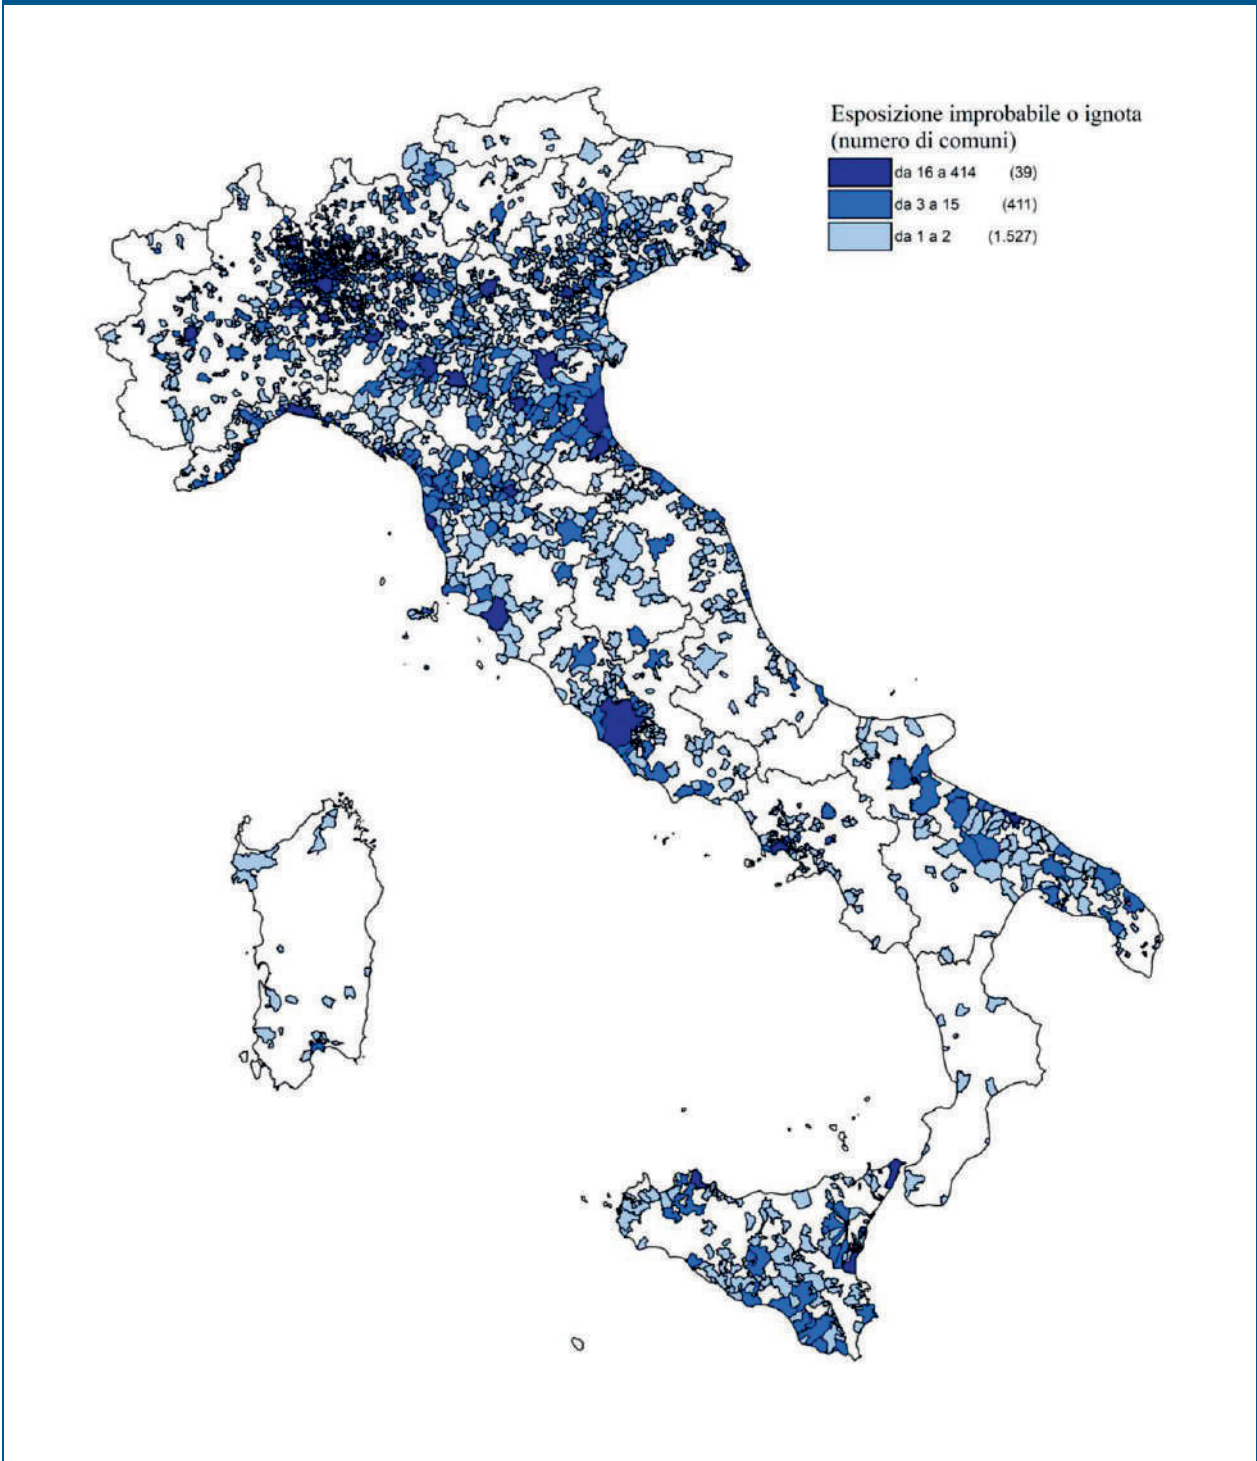 Esposizione improbabile o ignota
(numero di comuni)
da 16 a 414 (39)
da 3 a 15 (411)
da 1 a 2 (1.527)